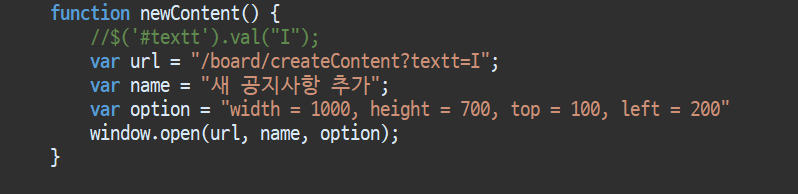 function newContent() {
    //$('#textt').val("I");
    var url = "/board/createContent?textt=I";
    var name = "새 공지사항 추가";
    var option = "width = 1000, height = 700, top = 100, left = 200"
    window.open(url, name, option);
}